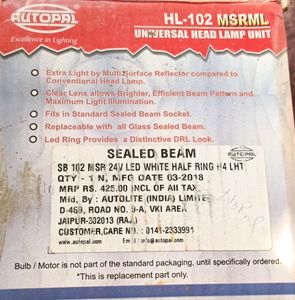 AUTOPAL
Excellence in Lighting
HL-102 MSRML
UNIVERSAL HEAD LAMP UNIT
Extra Light by Multi Surface Reflector compared to
Conventional Head Lamp.
Clear Lens allows Brighter, Efficient Beam Pattern and
Maximum Light illumination.
Fits in Standard Sealed Beam Socket.
Replaceable with all Glass Sealed Beam.
Led Ring Provides a Distinctive DRL Look.
SEALED BEAM
AUTOPAL
SB 102 MSR 24V LED WHITE HALF RING H4 LHT
QTY - 1 N, MFG DATE 03-2018
MRP RS. 425.00 INCL OF All TAX
Mfd, By : AUTOLITE (INDIA) LIMITE
D-469, ROAD NO. 9-A, VKI AREA
JAIPUR-302013 (RAJ)
CUSTOMER,CARE NO. : 0141-2333991
www.autopal.com Email : info@autopal.com
Bulb / Motor is not part of the standard packaging, until specifically ordered.
*This is replacement part only.